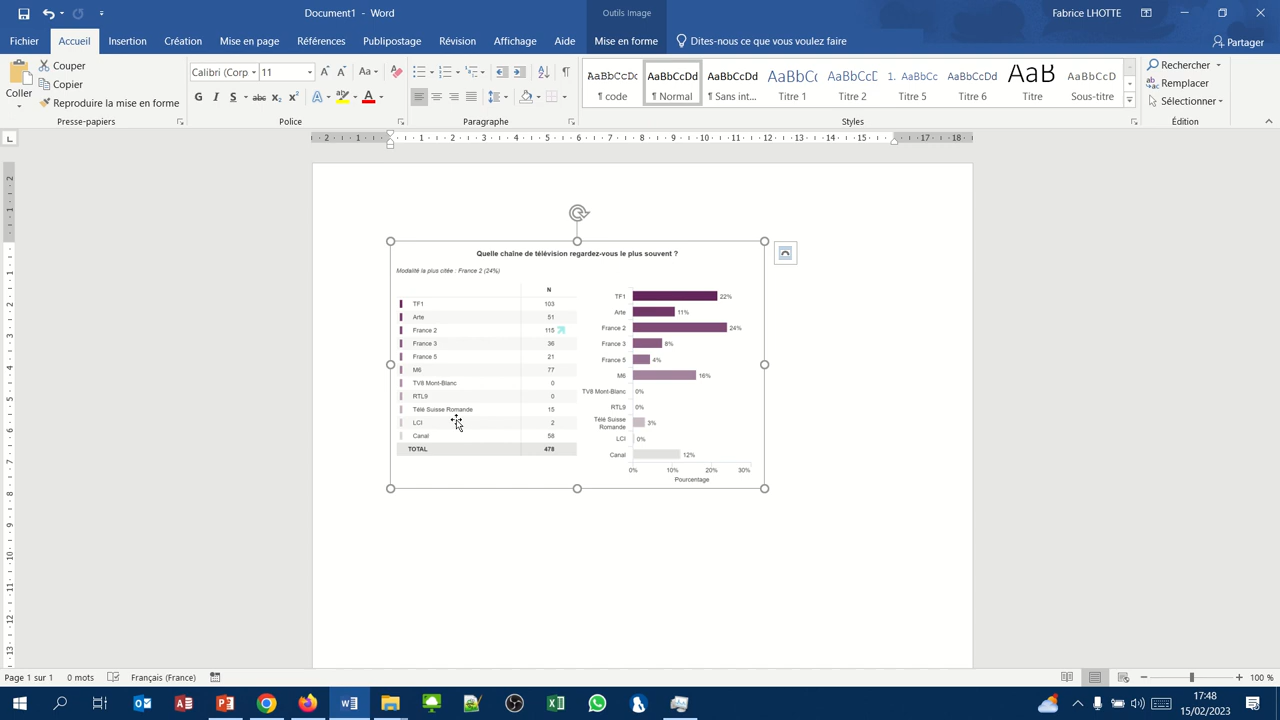 Document1 - Word
Fabrice LHOTTE
Fichier Accueil Insertion Création Mise en page Références Publipostage Révision Affichage Aide Mise en forme Dites-nous ce que vous voulez faire
Partager
Coller
Couper
Copier
Reproduire la mise en forme
Presse-papiers
Calibri (Corp 11
Police
Paragraphe
AaBbCcDc AaBbCcDd AaBbCcDd AaBbCc AaBbCcD 1. AaBbCc AaBbCcDd AaB AaBbCcDd
¶ code ¶ Normal ¶ Sans int... Titre 1 Titre 2 Titre 5 Titre 6 Titre Sous-titre
Styles
Rechercher
Remplacer
Sélectionner
Édition
Quelle chaîne de télévision regardez-vous le plus souvent ?
Modalité la plus citée : France 2 (24%)
N
TF1 103
Arte 51
France 2 115
France 3 36
France 5 21
M6 77
TV8 Mont-Blanc 0
RTL9 0
Télé Suisse Romande 15
LCI 2
Canal 58
TOTAL 478
TF1 22%
Arte 11%
France 2 24%
France 3 8%
France 5 4%
M6 16%
TV8 Mont-Blanc 0%
RTL9 0%
Télé Suisse
Romande 3%
LCI 0%
Canal 12%
0% 10% 20% 30%
Pourcentage
Page 1 sur 1 0 mots Français (France) 100 %
17:48
15/02/2023